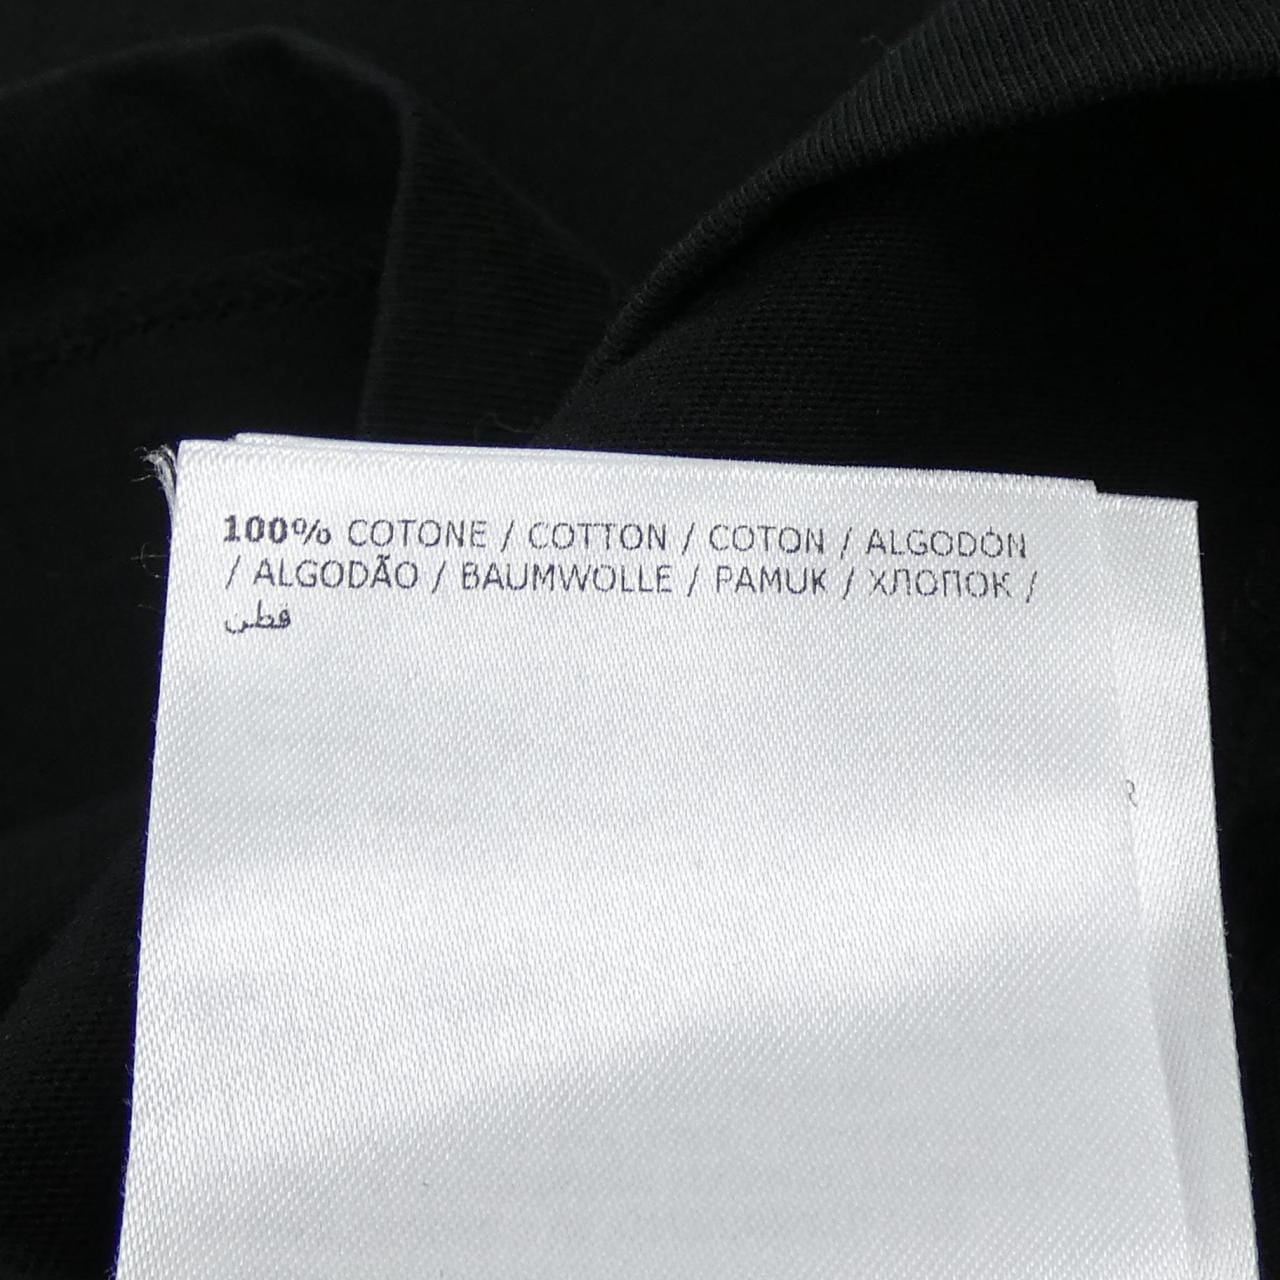 100% COTONE / COTTON / COTON / ALGODÓN
/ ALGODÃO / BAUMWOLLE / PAMUK / ХЛОПОК /
قطن
R